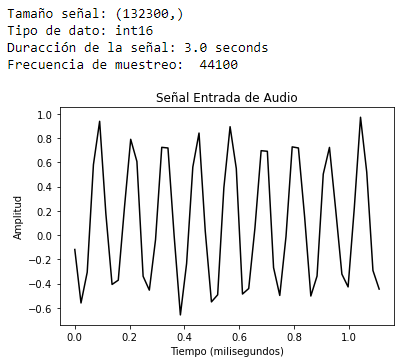 Tamaño señal: (132300,)
Tipo de dato: int16
Duracción de la señal: 3.0 seconds
Frecuencia de muestreo:  44100
Señal Entrada de Audio
1.0
0.8
0.6
0.4
0.2
0.0
−0.2
−0.4
−0.6
Amplitud
0.0 0.2 0.4 0.6 0.8 1.0
Tiempo (milisegundos)